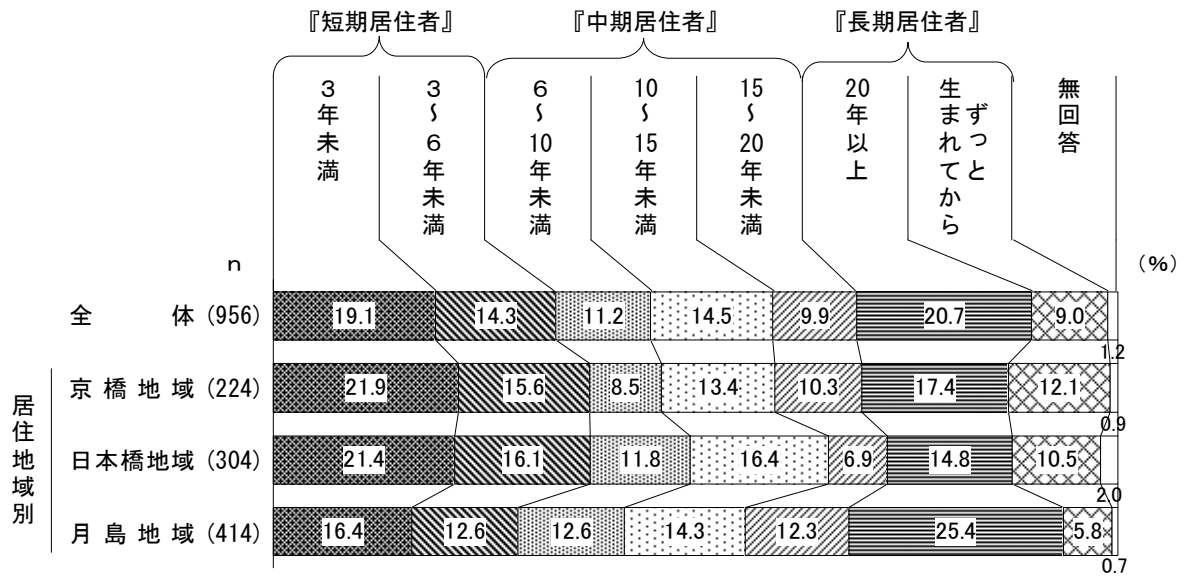 『短期居住者』 『中期居住者』 『長期居住者』
３年未満
３～６年未満
６～10年未満
10～15年未満
15～20年未満
20年以上
生まれてから
ずっと
無回答
n
(%)
全体 (956) 19.1 14.3 11.2 14.5 9.9 20.7 9.0 1.2
居住地域別
京橋地域 (224) 21.9 15.6 8.5 13.4 10.3 17.4 12.1 0.9
日本橋地域 (304) 21.4 16.1 11.8 16.4 6.9 14.8 10.5 2.0
月島地域 (414) 16.4 12.6 12.6 14.3 12.3 25.4 5.8 0.7